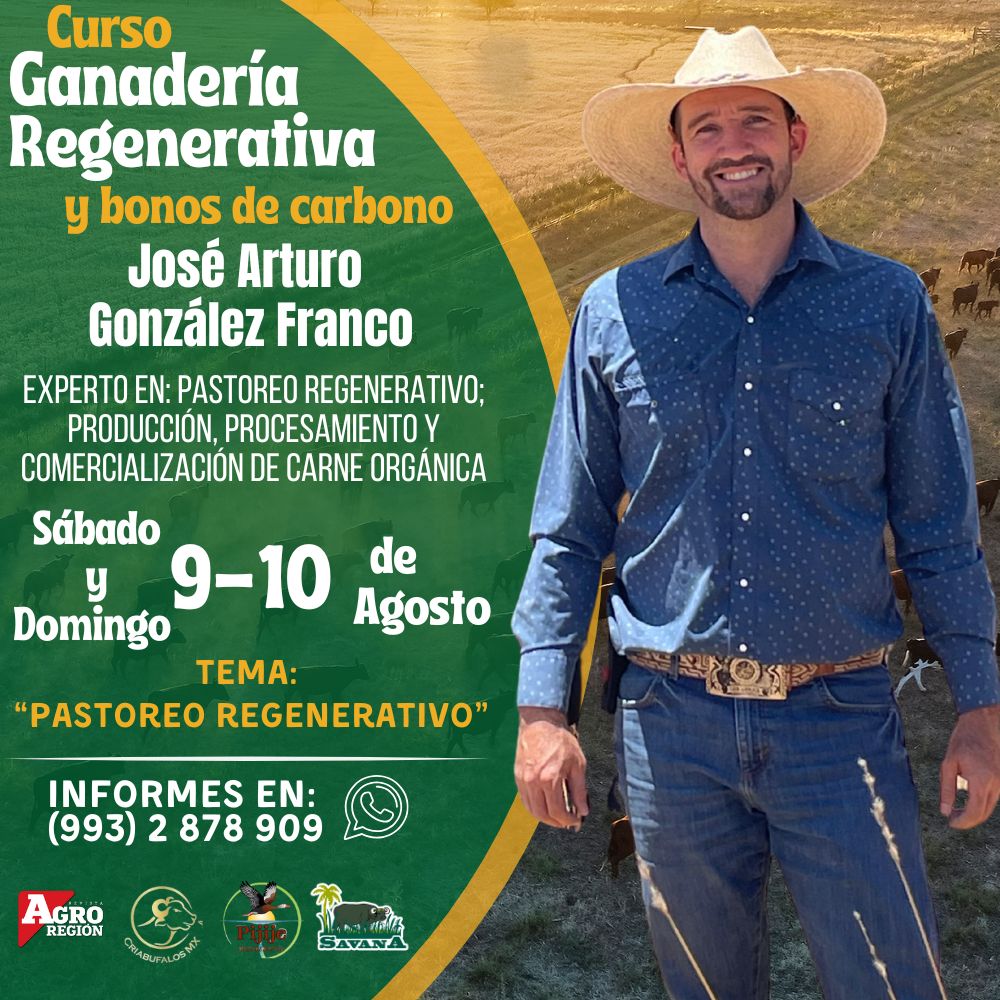 Curso
Ganadería
Regenerativa
y bonos de carbono
José Arturo
González Franco
EXPERTO EN: PASTOREO REGENERATIVO;
PRODUCCIÓN, PROCESAMIENTO Y
COMERCIALIZACIÓN DE CARNE ORGÁNICA
Sábado
y
Domingo
9-10
de
Agosto
TEMA:
“PASTOREO REGENERATIVO”
INFORMES EN:
(993) 2 878 909
REVISTA
AGRO
REGIÓN
CRIABUFALOS MX
Pijije
SAVANA